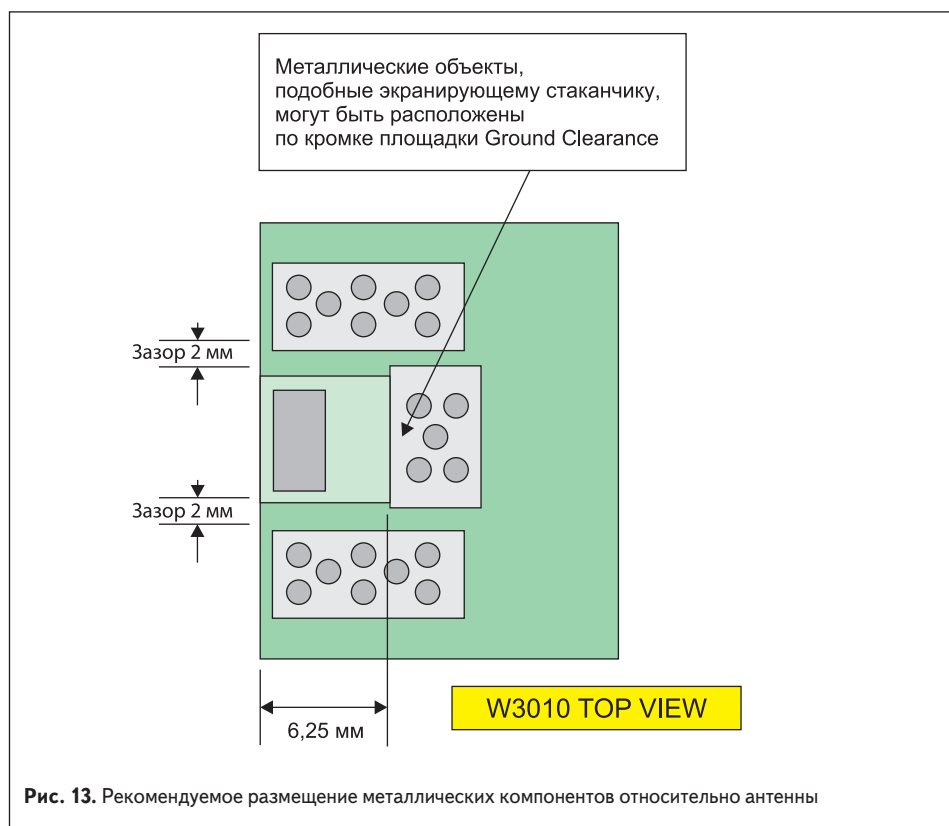 Металлические объекты,
подобные экранирующему стаканчику,
могут быть расположены
по кромке площадки Ground Clearance
Зазор 2 мм
Зазор 2 мм
6,25 мм
W3010 TOP VIEW
Рис. 13. Рекомендуемое размещение металлических компонентов относительно антенны